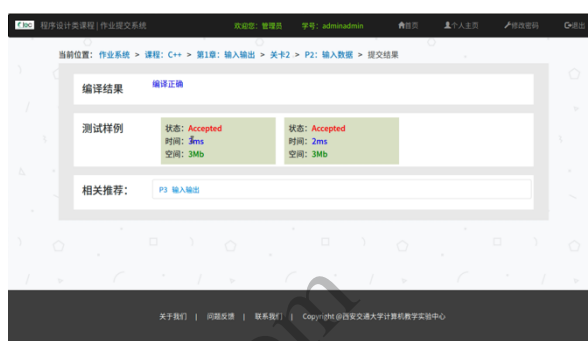 程序设计类课程 | 作业提交系统 欢迎您：管理员 学号：adminadmin 首页 个人主页 修改密码 退出
当前位置：作业系统 > 课程：C++ > 第1章：输入输出 > 关卡2 > P2：输入数据 > 提交结果
编译结果 编译正确
测试样例
状态：Accepted 状态：Accepted
时间：3ms 时间：2ms
空间：3Mb 空间：3Mb
相关推荐： P3 输入输出
关于我们 | 问题反馈 | 联系我们 | Copyright @西安交通大学计算机教学实验中心